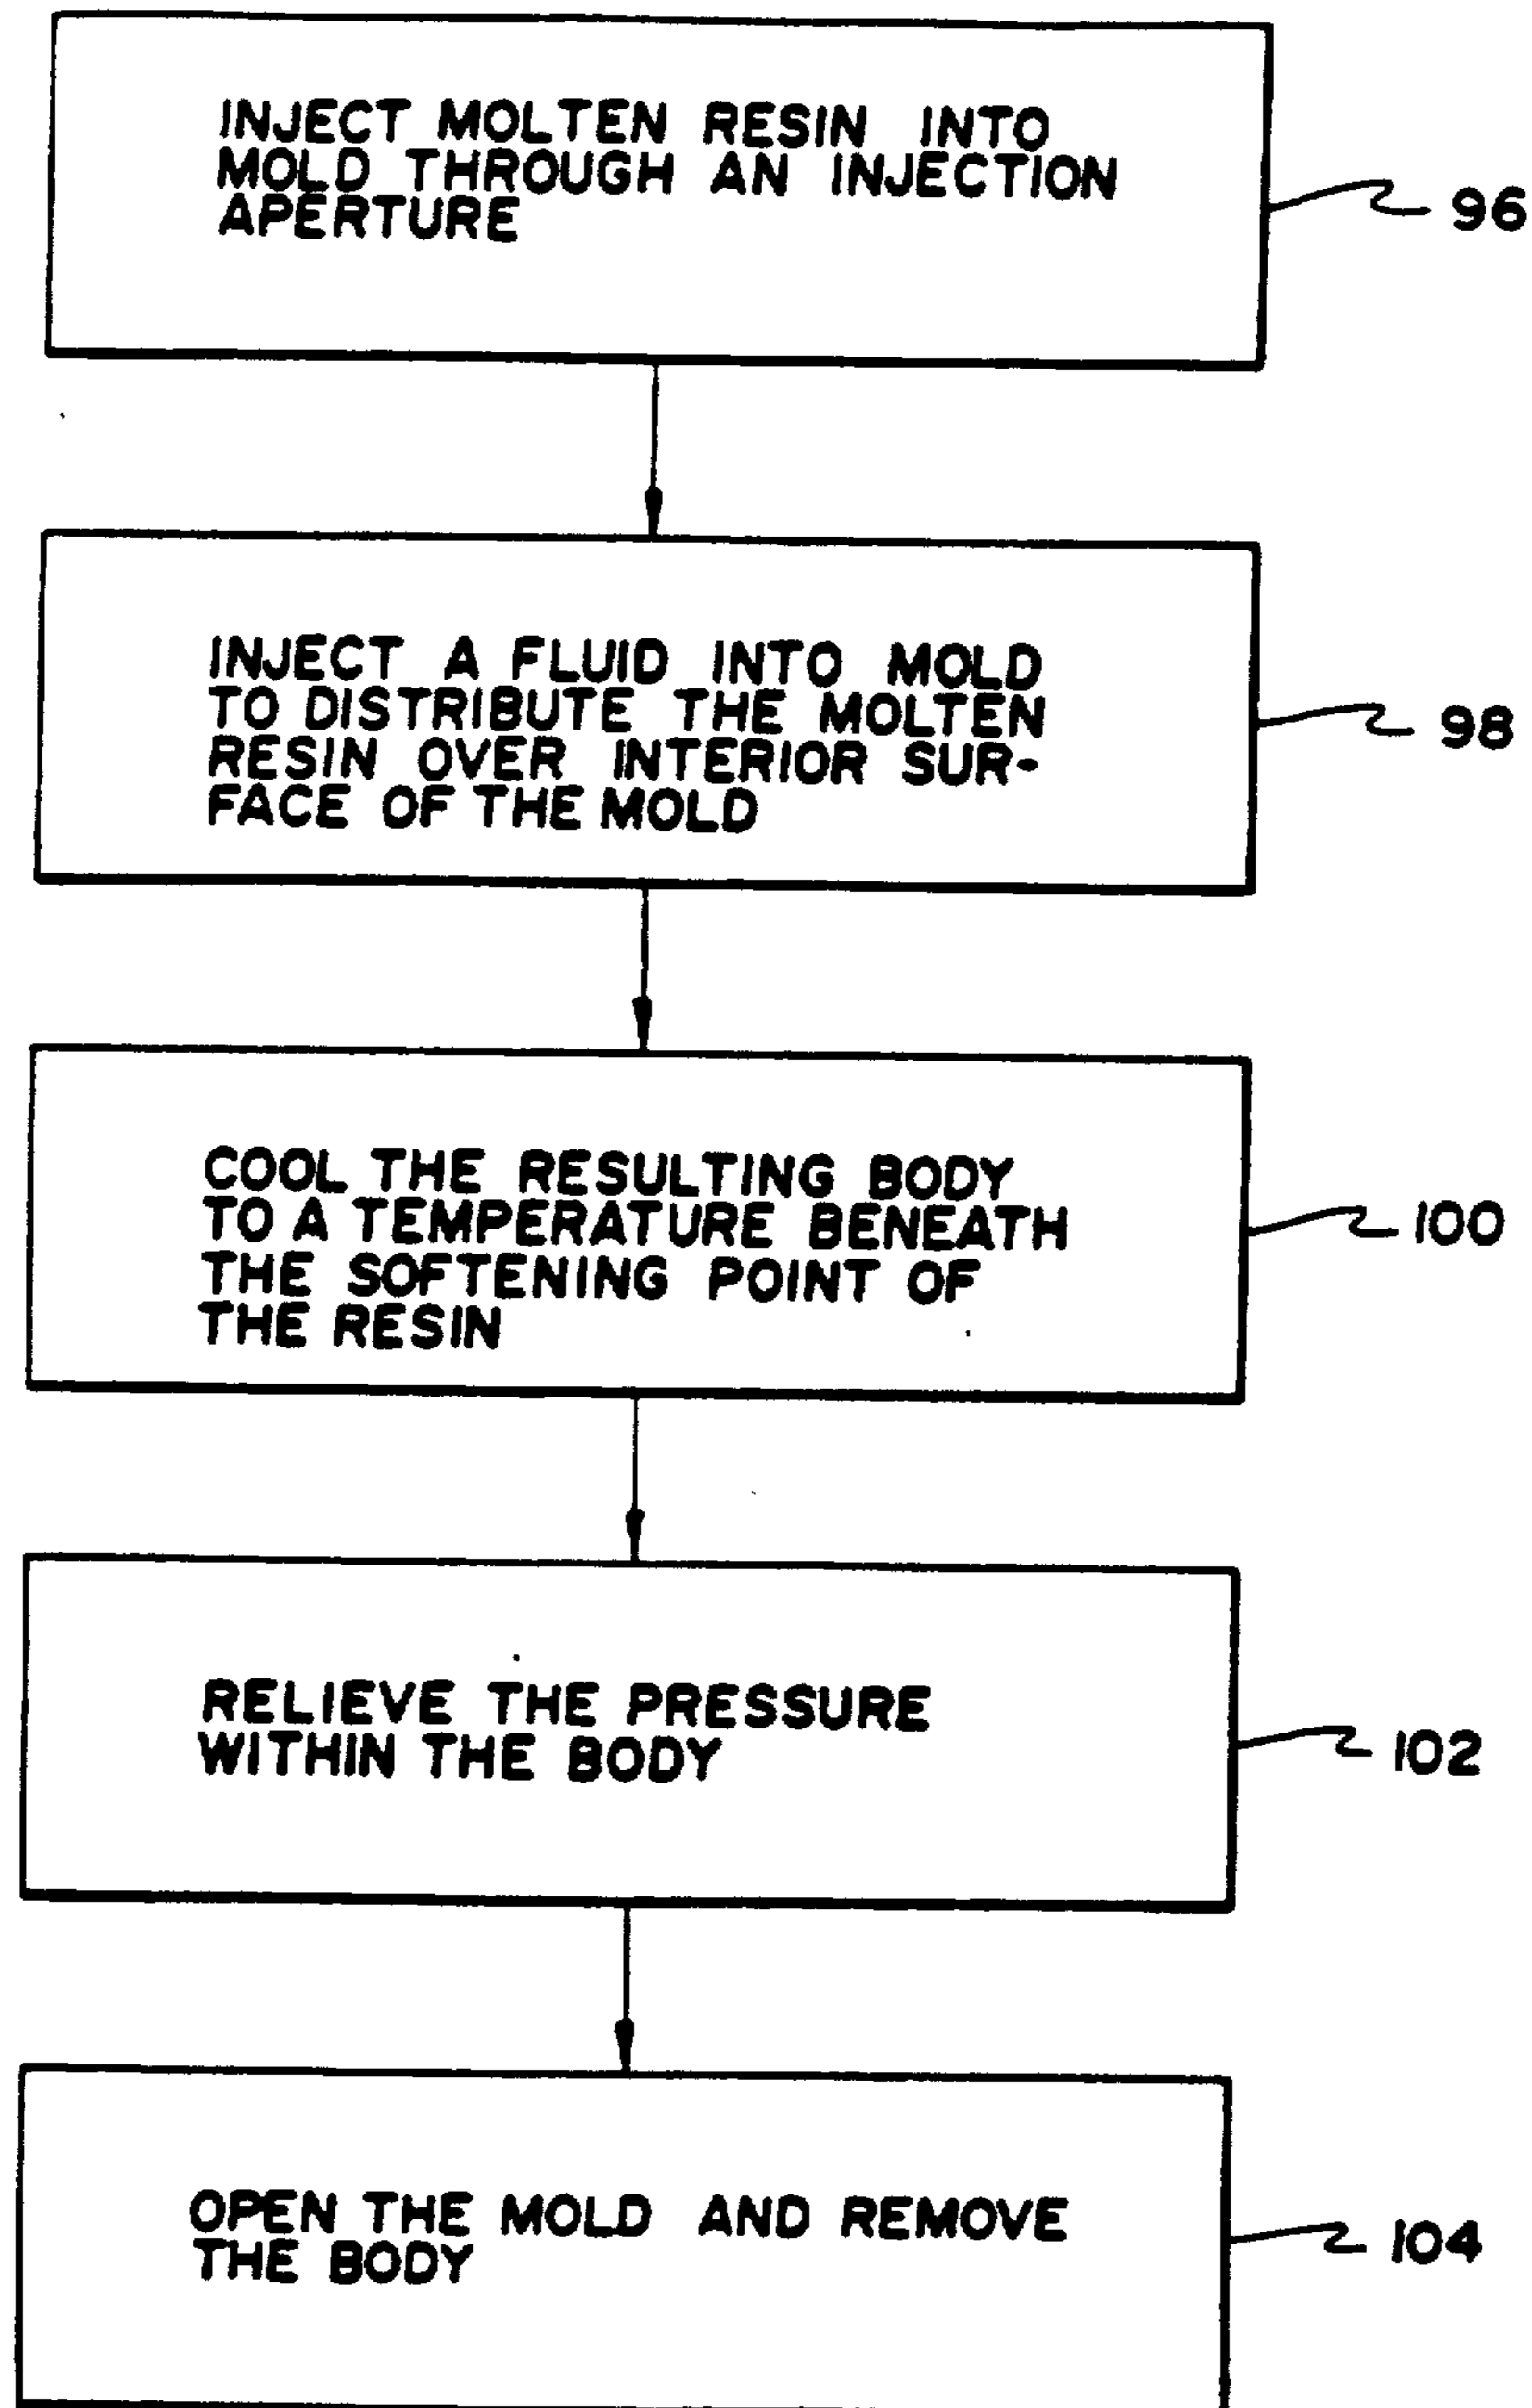 INJECT MOLTEN RESIN INTO
MOLD THROUGH AN INJECTION
APERTURE
96
INJECT A FLUID INTO MOLD
TO DISTRIBUTE THE MOLTEN
RESIN OVER INTERIOR SUR-
FACE OF THE MOLD
98
COOL THE RESULTING BODY
TO A TEMPERATURE BENEATH
THE SOFTENING POINT OF
THE RESIN
100
RELIEVE THE PRESSURE
WITHIN THE BODY
102
OPEN THE MOLD AND REMOVE
THE BODY
104